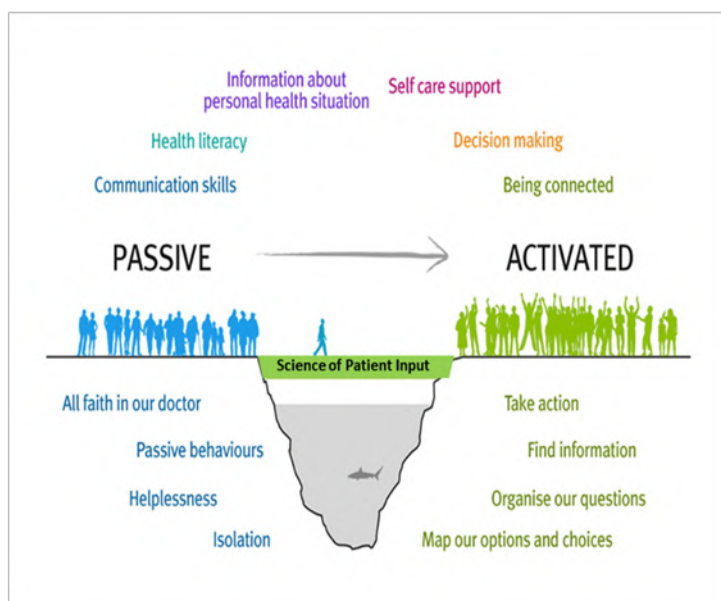 Information about
personal health situation
Self care support
Health literacy
Decision making
Communication skills
Being connected
PASSIVE
ACTIVATED
Science of Patient Input
All faith in our doctor
Take action
Passive behaviours
Find information
Helplessness
Organise our questions
Isolation
Map our options and choices